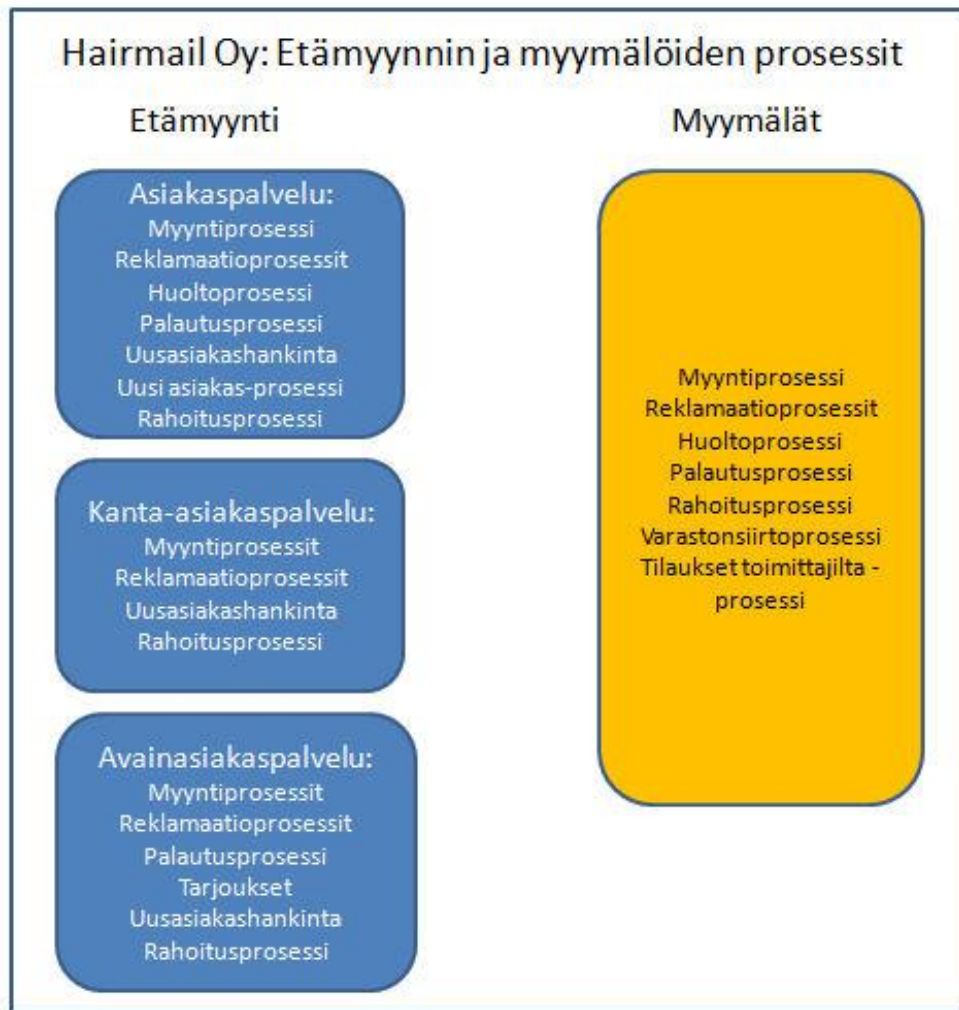 Hairmail Oy: Etämyynnin ja myymälöiden prosessit
Etämyynti
Asiakaspalvelu:
Myyntiprosessi
Reklamaatioprosessit
Huoltoprosessi
Palautusprosessi
Uusasiakashankinta
Uusi asiakas-prosessi
Rahoitusprosessi
Kanta-asiakaspalvelu:
Myyntiprosessit
Reklamaatioprosessit
Uusasiakashankinta
Rahoitusprosessi
Avainasiakaspalvelu:
Myyntiprosessit
Reklamaatioprosessit
Palautusprosessi
Tarjoukset
Uusasiakashankinta
Rahoitusprosessi
Myymälät
Myyntiprosessi
Reklamaatioprosessit
Huoltoprosessi
Palautusprosessi
Rahoitusprosessi
Varastonsiirtoprosessi
Tilaukset toimittajilta -
prosessi